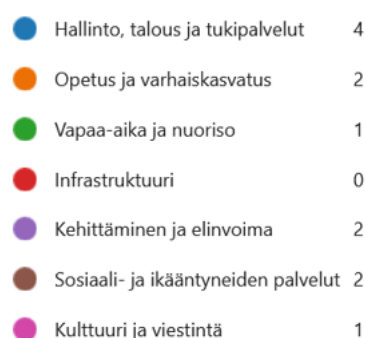 Hallinto, talous ja tukipalvelut 4
Opetus ja varhaiskasvatus 2
Vapaa-aika ja nuoriso 1
Infrastruktuuri 0
Kehittäminen ja elinvoima 2
Sosiaali- ja ikääntyneiden palvelut 2
Kulttuuri ja viestintä 1